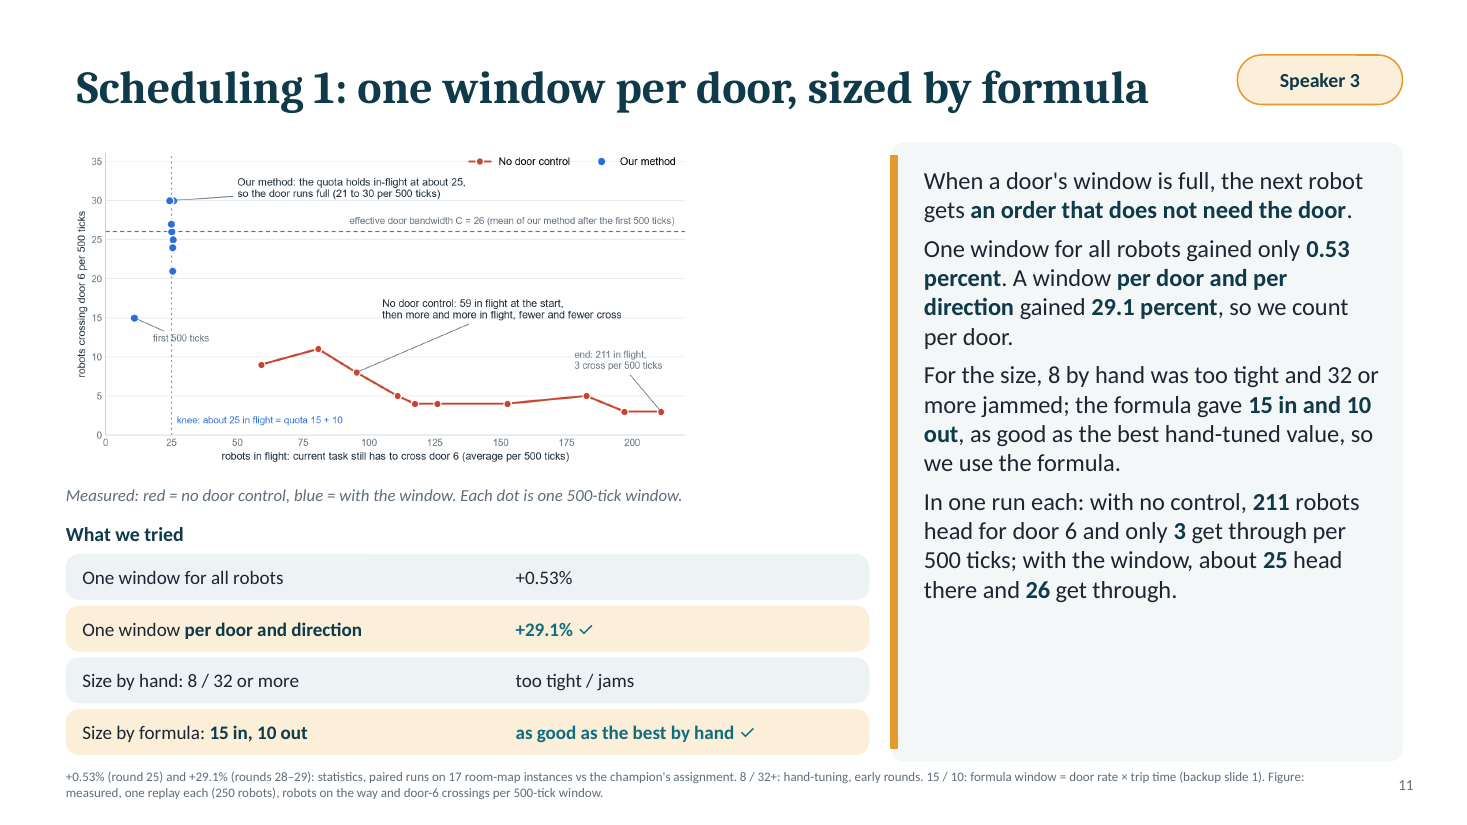 Scheduling 1: one window per door, sized by formula
Speaker 3
No door control
Our method
Our method: the quota holds in-flight at about 25,
so the door runs full (21 to 30 per 500 ticks)
effective door bandwidth C = 26 (mean of our method after the first 500 ticks)
No door control: 59 in flight at the start,
then more and more in flight, fewer and fewer cross
first 500 ticks
end: 211 in flight,
3 cross per 500 ticks
knee: about 25 in flight = quota 15 + 10
robots crossing door 6 per 500 ticks
35
30
25
20
15
10
5
0
0 25 50 75 100 125 150 175 200
robots in flight: current task still has to cross door 6 (average per 500 ticks)
Measured: red = no door control, blue = with the window. Each dot is one 500-tick window.
What we tried
One window for all robots +0.53%
One window per door and direction +29.1% ✓
Size by hand: 8 / 32 or more too tight / jams
Size by formula: 15 in, 10 out as good as the best by hand ✓
When a door's window is full, the next robot
gets an order that does not need the door.
One window for all robots gained only 0.53
percent. A window per door and per
direction gained 29.1 percent, so we count
per door.
For the size, 8 by hand was too tight and 32 or
more jammed; the formula gave 15 in and 10
out, as good as the best hand-tuned value, so
we use the formula.
In one run each: with no control, 211 robots
head for door 6 and only 3 get through per
500 ticks; with the window, about 25 head
there and 26 get through.
+0.53% (round 25) and +29.1% (rounds 28–29): statistics, paired runs on 17 room-map instances vs the champion's assignment. 8 / 32+: hand-tuning, early rounds. 15 / 10: formula window = door rate × trip time (backup slide 1). Figure:
measured, one replay each (250 robots), robots on the way and door-6 crossings per 500-tick window.
11